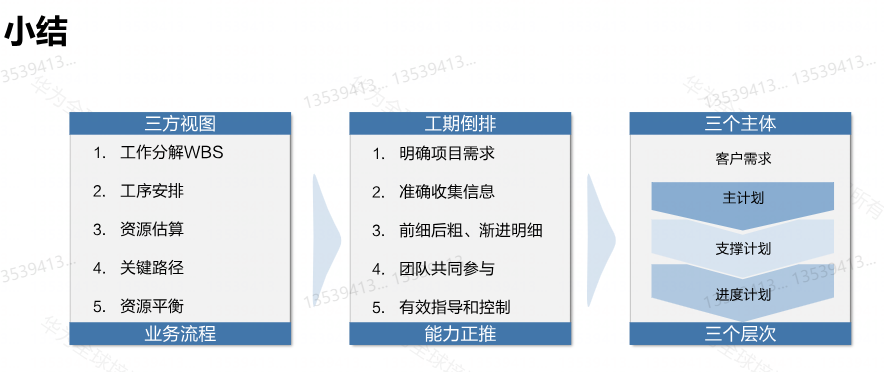 小结
三方视图
1. 工作分解WBS
2. 工序安排
3. 资源估算
4. 关键路径
5. 资源平衡
业务流程
工期倒排
1. 明确项目需求
2. 准确收集信息
3. 前细后粗、渐进明细
4. 团队共同参与
5. 有效指导和控制
能力正推
三个主体
客户需求
主计划
支撑计划
进度计划
三个层次
13539413... 13539413...